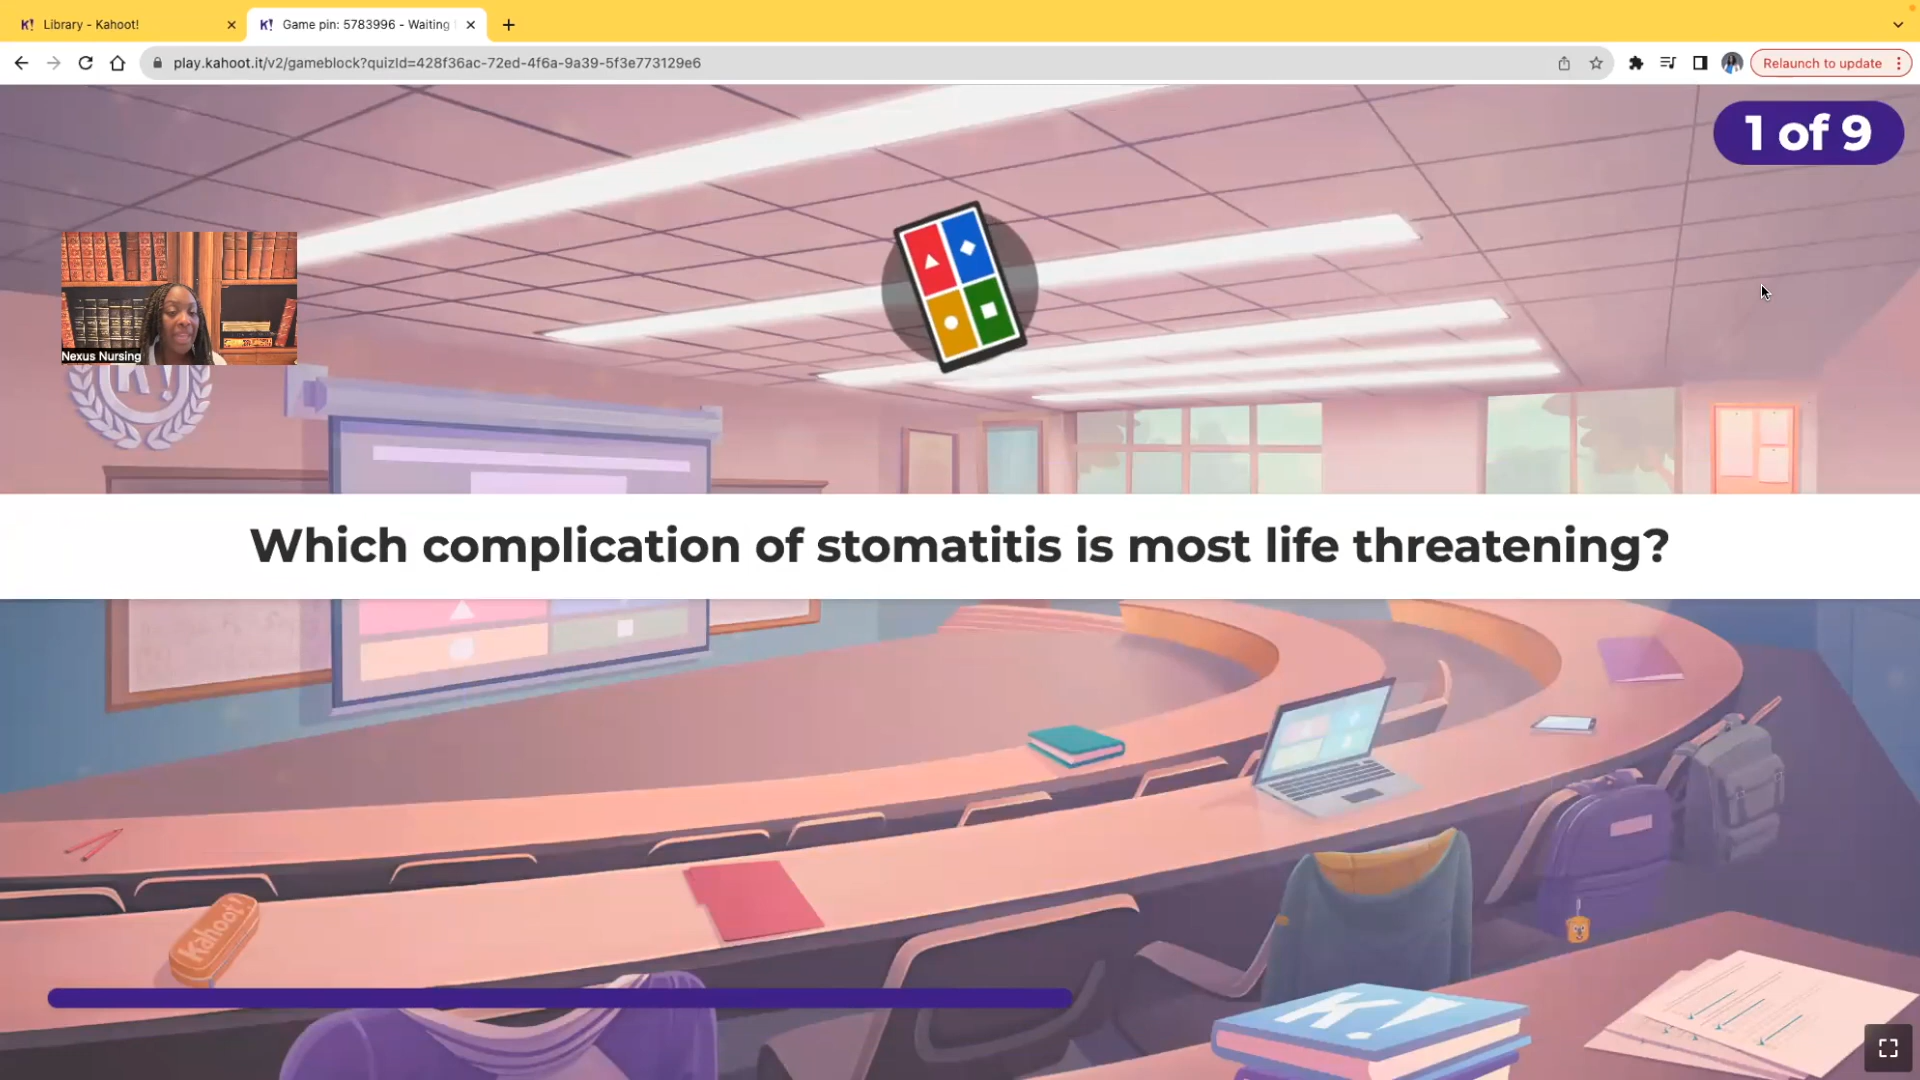 Library - Kahoot!
Game pin: 5783996 - Waiting
play.kahoot.it/v2/gameblock?quizId=428f36ac-72ed-4f6a-9a39-5f3e773129e6
Relaunch to update
1 of 9
Nexus Nursing
K!
Which complication of stomatitis is most life threatening?
Kahoot!
K!